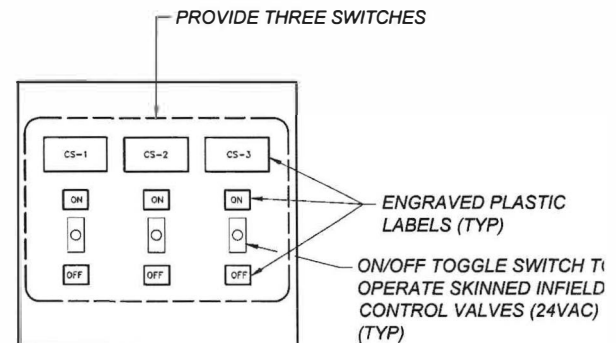 PROVIDE THREE SWITCHES
CS-1 CS-2 CS-3
ON ON ON
OFF OFF OFF
ENGRAVED PLASTIC
LABELS (TYP)
ON/OFF TOGGLE SWITCH
OPERATE SKINNED INFIELD
CONTROL VALVES (24VAC)
(TYP)